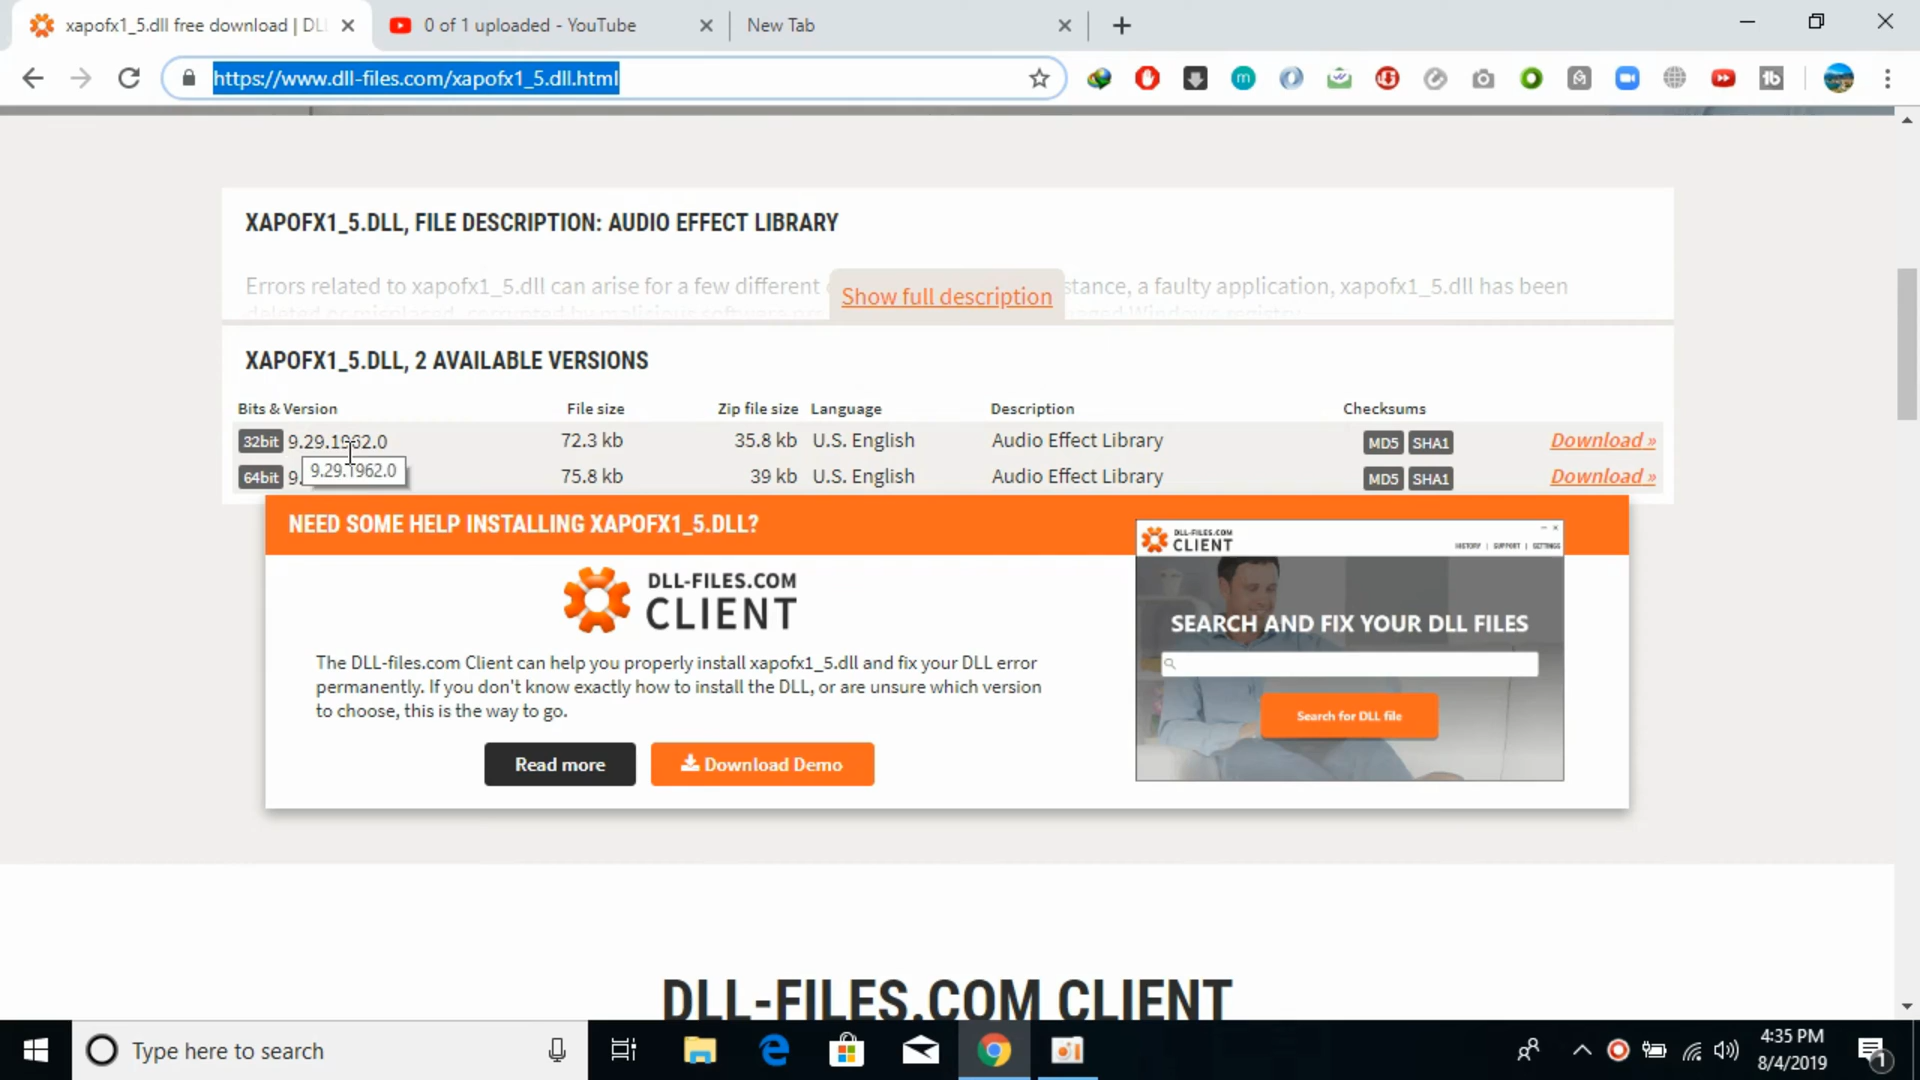 xapofx1_5.dll free download | DL
0 of 1 uploaded - YouTube
New Tab
https://www.dll-files.com/xapofx1_5.dll.html
XAPOFX1_5.DLL, FILE DESCRIPTION: AUDIO EFFECT LIBRARY
Errors related to xapofx1_5.dll can arise for a few different
Show full description
stance, a faulty application, xapofx1_5.dll has been
XAPOFX1_5.DLL, 2 AVAILABLE VERSIONS
Bits & Version File size Zip file size Language Description Checksums
32bit 9.29.1962.0 72.3 kb 35.8 kb U.S. English Audio Effect Library MD5 SHA1 Download »
9.29.1962.0
64bit 9. 75.8 kb 39 kb U.S. English Audio Effect Library MD5 SHA1 Download »
NEED SOME HELP INSTALLING XAPOFX1_5.DLL?
DLL-FILES.COM
CLIENT
The DLL-files.com Client can help you properly install xapofx1_5.dll and fix your DLL error
permanently. If you don't know exactly how to install the DLL, or are unsure which version
to choose, this is the way to go.
Read more
Download Demo
DLL-FILES.COM
CLIENT
HISTORY | SUPPORT | SETTINGS
SEARCH AND FIX YOUR DLL FILES
Search for DLL file
DLL-FILES.COM CLIENT
Type here to search
4:35 PM
8/4/2019
1